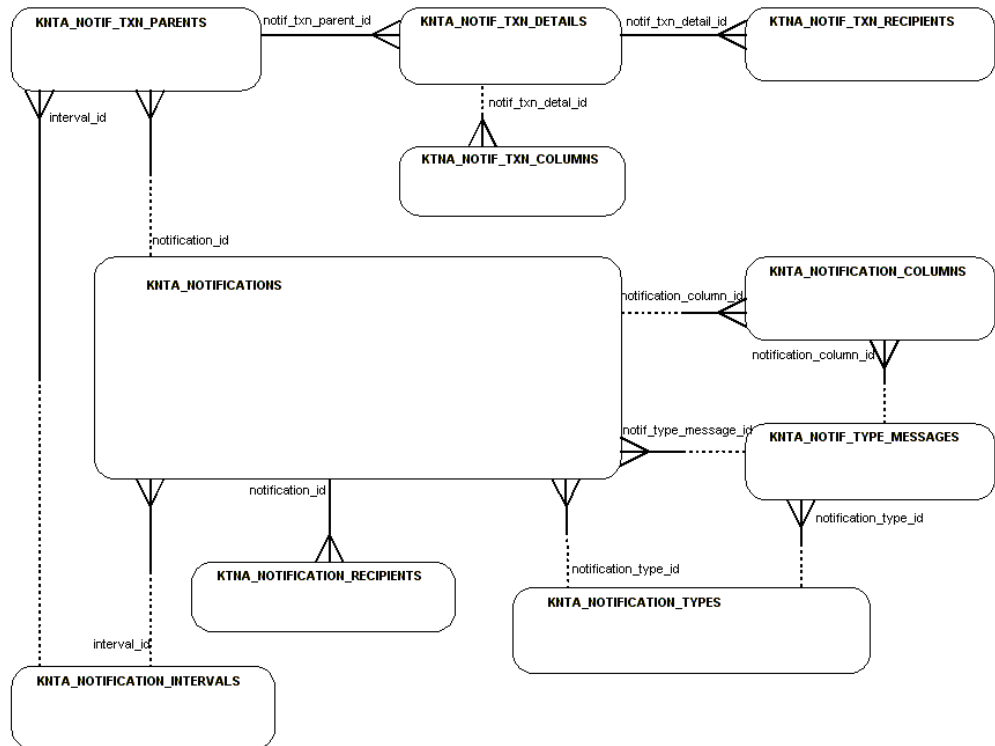 KNTA_NOTIF_TXN_PARENTS
notif_txn_parent_id
KNTA_NOTIF_TXN_DETAILS
notif_txn_detail_id
KTNA_NOTIF_TXN_RECIPIENTS
interval_id
notif_txn_detal_id
KTNA_NOTIF_TXN_COLUMNS
notification_id
KNTA_NOTIFICATIONS
KNTA_NOTIFICATION_COLUMNS
notification_column_id
notification_column_id
notif_type_message_id
KNTA_NOTIF_TYPE_MESSAGES
notification_id
notification_type_id
KTNA_NOTIFICATION_RECIPIENTS
notification_type_id
KNTA_NOTIFICATION_TYPES
interval_id
KNTA_NOTIFICATION_INTERVALS